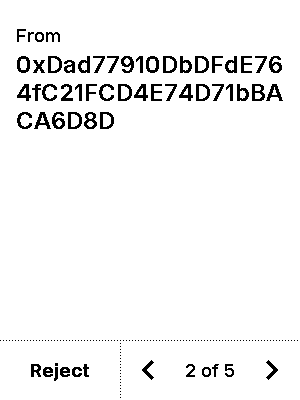 From
0xDad77910DbDFdE76
4fC21FCD4E74D71bBA
CA6D8D
Reject
2 of 5